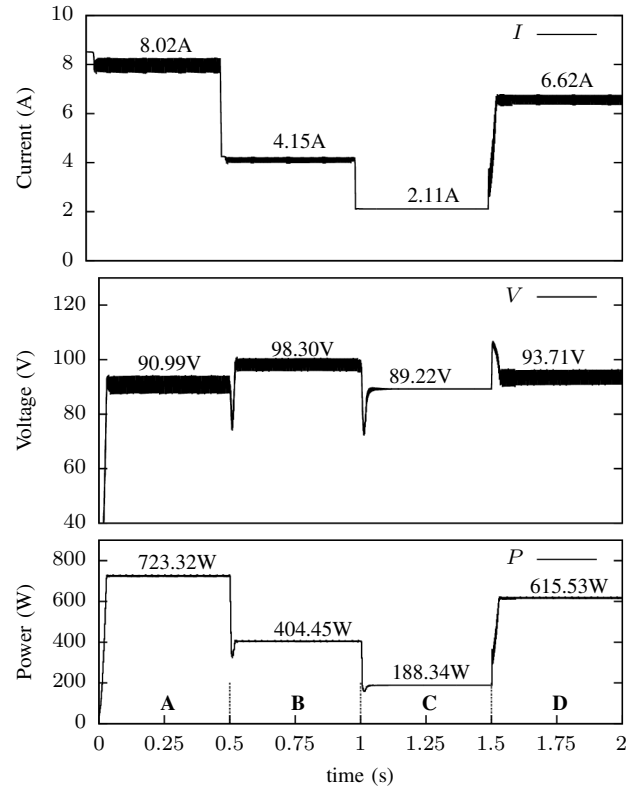 10
8
6
4
2
0
Current (A)
I
8.02A
4.15A
2.11A
6.62A
120
100
80
60
40
Voltage (V)
V
90.99V
98.30V
89.22V
93.71V
800
600
400
200
0
Power (W)
P
723.32W
404.45W
188.34W
615.53W
A B C D
0 0.25 0.5 0.75 1 1.25 1.5 1.75 2
time (s)